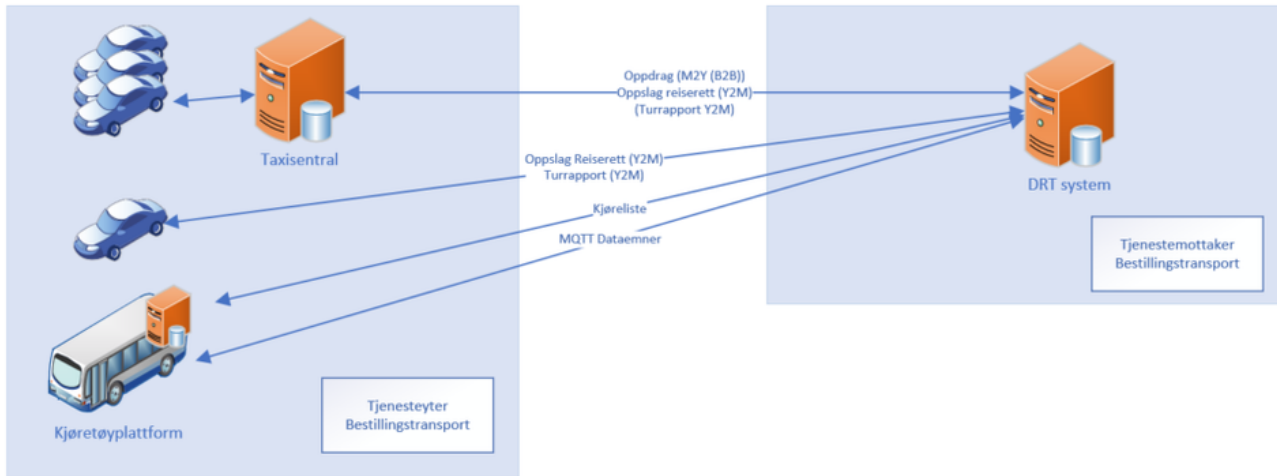 Oppdrag (M2Y (B2B))
Oppslag reiserett (Y2M)
(Turrapport Y2M)
Taxisentral
DRT system
Oppslag Reiserett (Y2M)
Turrapport (Y2M)
Kjøreliste
MQTT Dataemner
Tjenestemottaker
Bestillingstransport
Tjenesteyter
Bestillingstransport
Kjøretøyplattform